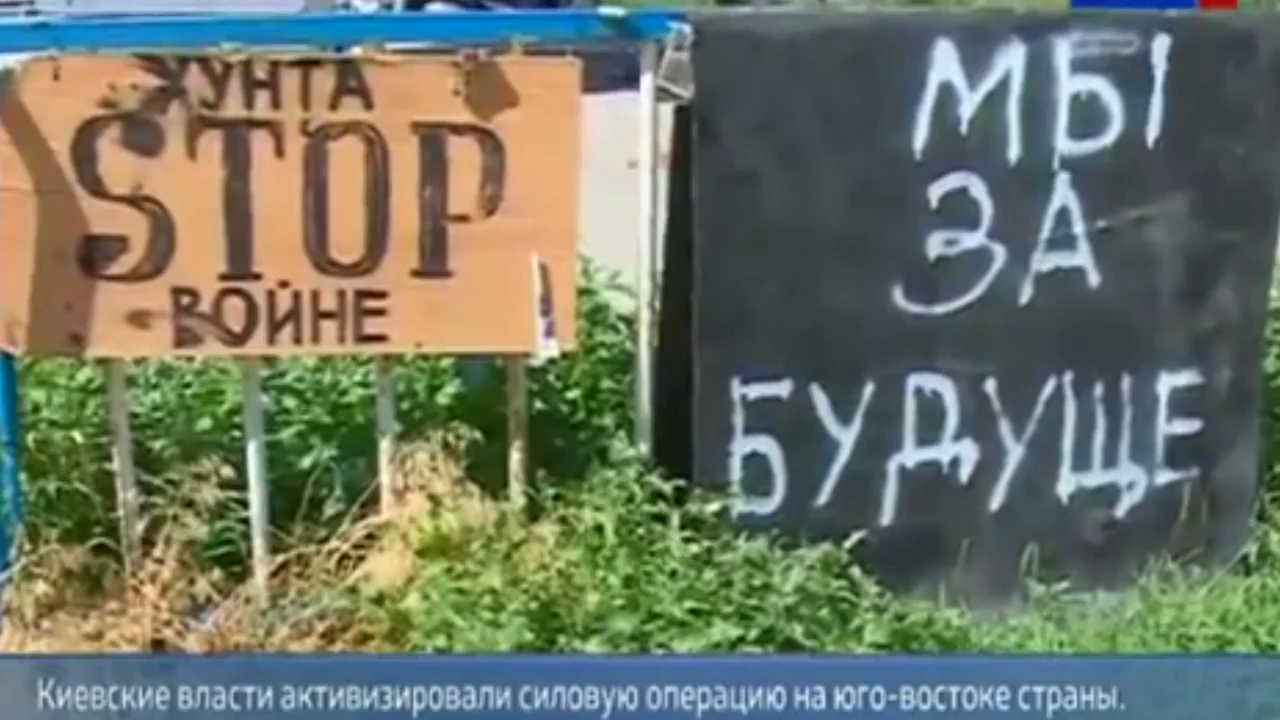 ХУНТА
STOP
ВОЙНЕ
МЫ
ЗА
БУДУЩЕ
Киевские власти активизировали силовую операцию на юго-востоке страны.